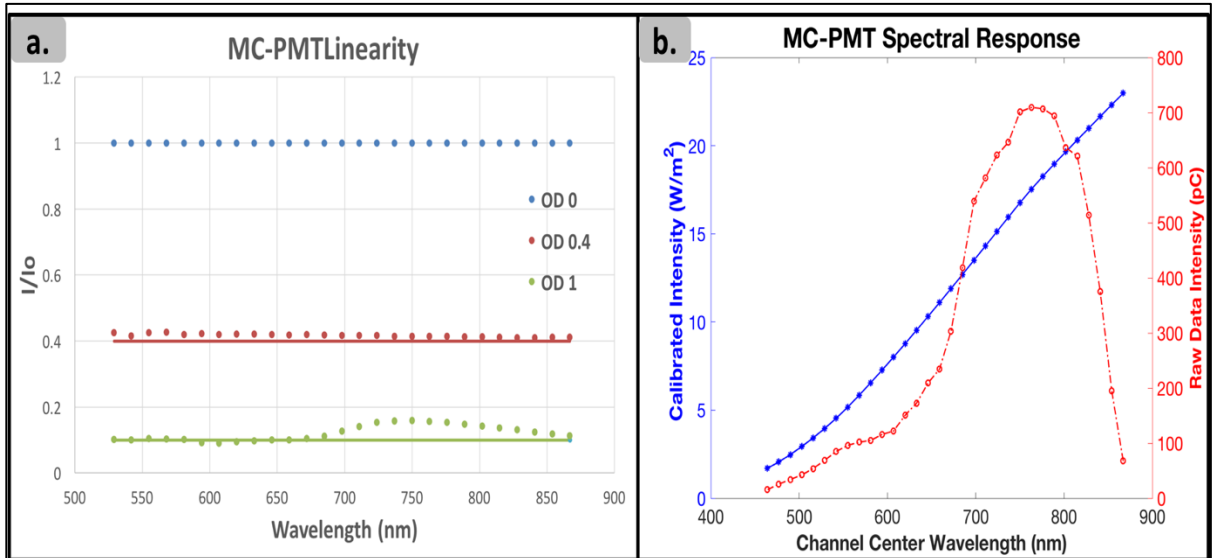 a.
MC-PMTLinearity
1.2
1
0.8
0.6
0.4
0.2
0
I/Io
OD 0
OD 0.4
OD 1
500 550 600 650 700 750 800 850 900
Wavelength (nm)
b.
MC-PMT Spectral Response
25
20
15
10
5
0
Calibrated Intensity (W/m²)
800
700
600
500
400
300
200
100
0
Raw Data Intensity (pC)
400 500 600 700 800 900
Channel Center Wavelength (nm)